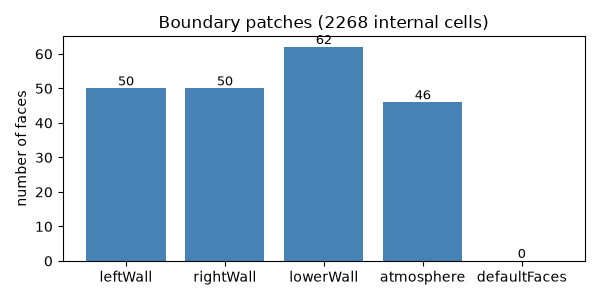 Boundary patches (2268 internal cells)
number of faces
60
50
40
30
20
10
0
50
50
62
46
0
leftWall
rightWall
lowerWall
atmosphere
defaultFaces